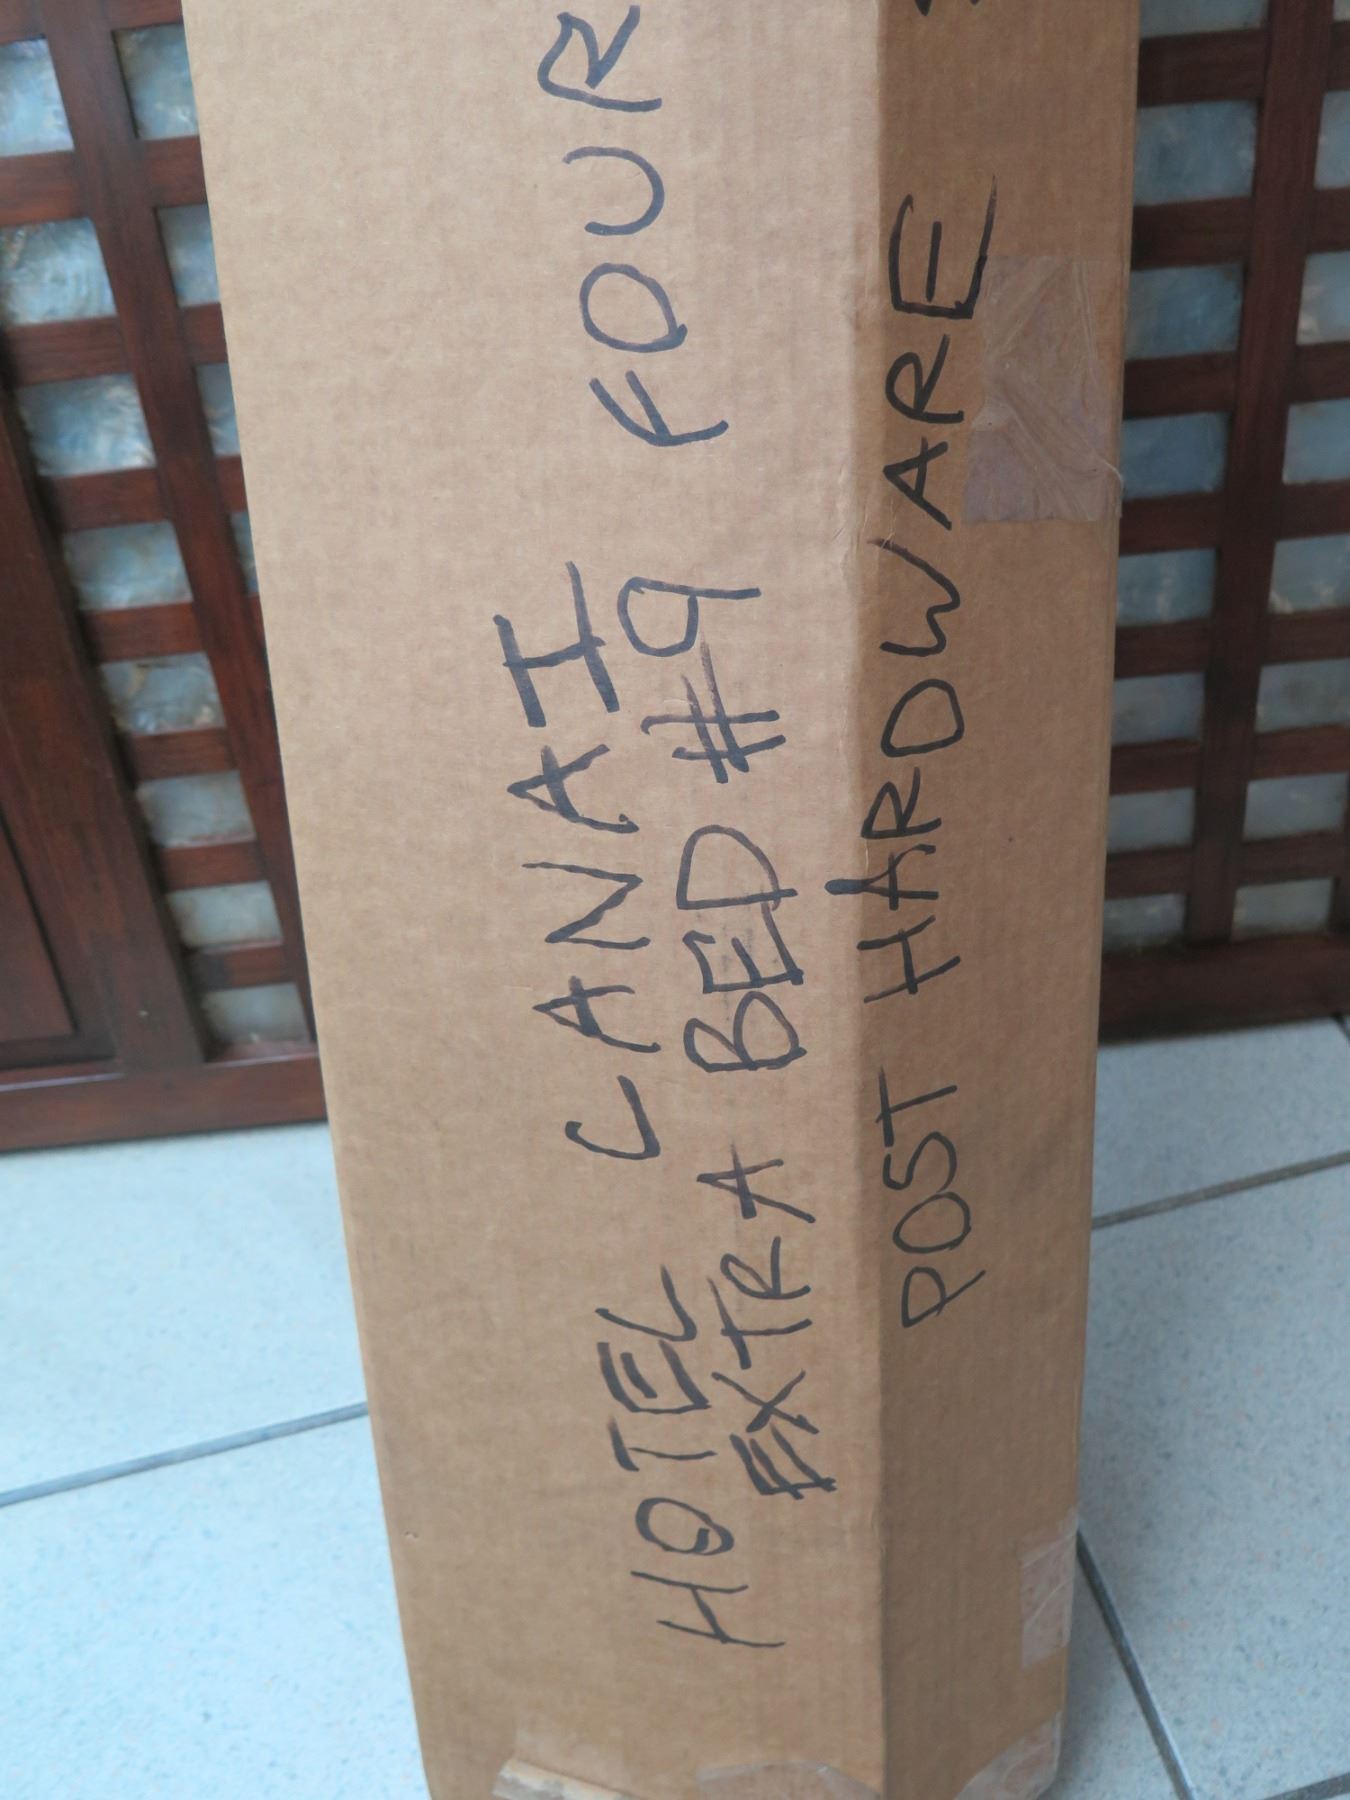 HOTEL LANAI
EXTRA BED #9 FOUR
POST HARDWARE